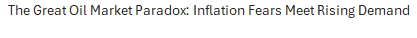 The Great Oil Market Paradox: Inflation Fears Meet Rising Demand